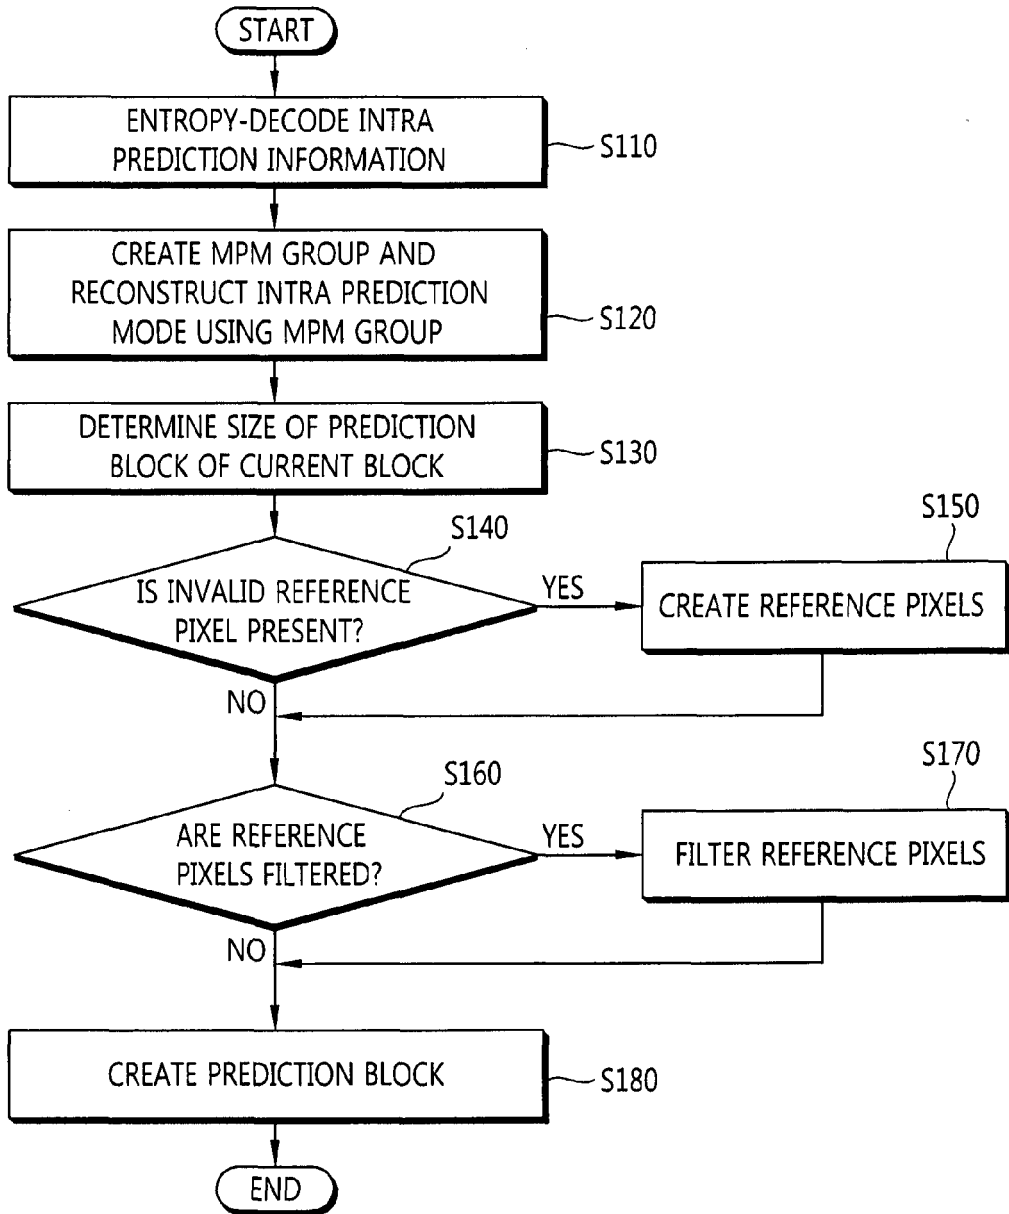 START
ENTROPY-DECODE INTRA
PREDICTION INFORMATION
S110
CREATE MPM GROUP AND
RECONSTRUCT INTRA PREDICTION
MODE USING MPM GROUP
S120
DETERMINE SIZE OF PREDICTION
BLOCK OF CURRENT BLOCK
S130
S140
IS INVALID REFERENCE
PIXEL PRESENT?
YES
S150
CREATE REFERENCE PIXELS
NO
S160
ARE REFERENCE
PIXELS FILTERED?
YES
S170
FILTER REFERENCE PIXELS
NO
CREATE PREDICTION BLOCK
S180
END